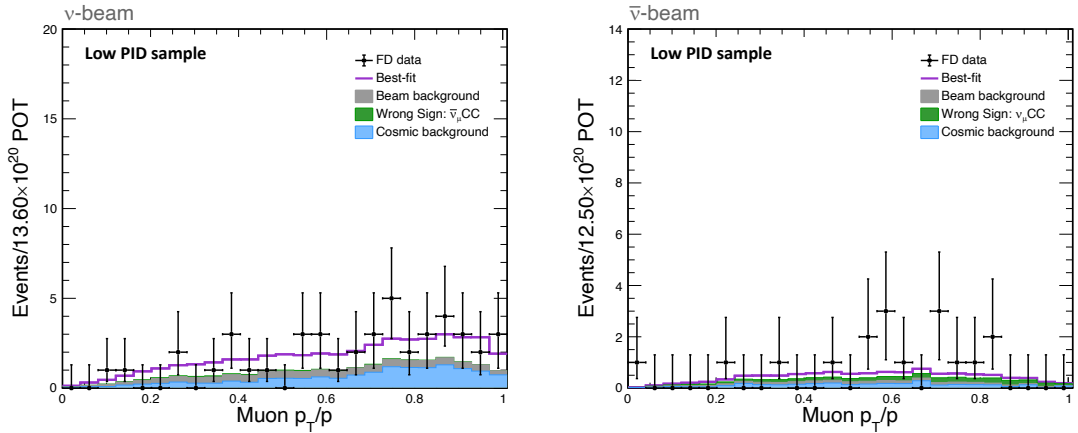 ν-beam
Low PID sample
FD data
Best-fit
Beam background
Wrong Sign: ν̅μCC
Cosmic background
Events/13.60×10²⁰ POT
20
15
10
5
0
0 0.2 0.4 0.6 0.8 1
Muon pT/p
ν̅-beam
Low PID sample
FD data
Best-fit
Beam background
Wrong Sign: νμCC
Cosmic background
Events/12.50×10²⁰ POT
14
12
10
8
6
4
2
0
0 0.2 0.4 0.6 0.8 1
Muon pT/p